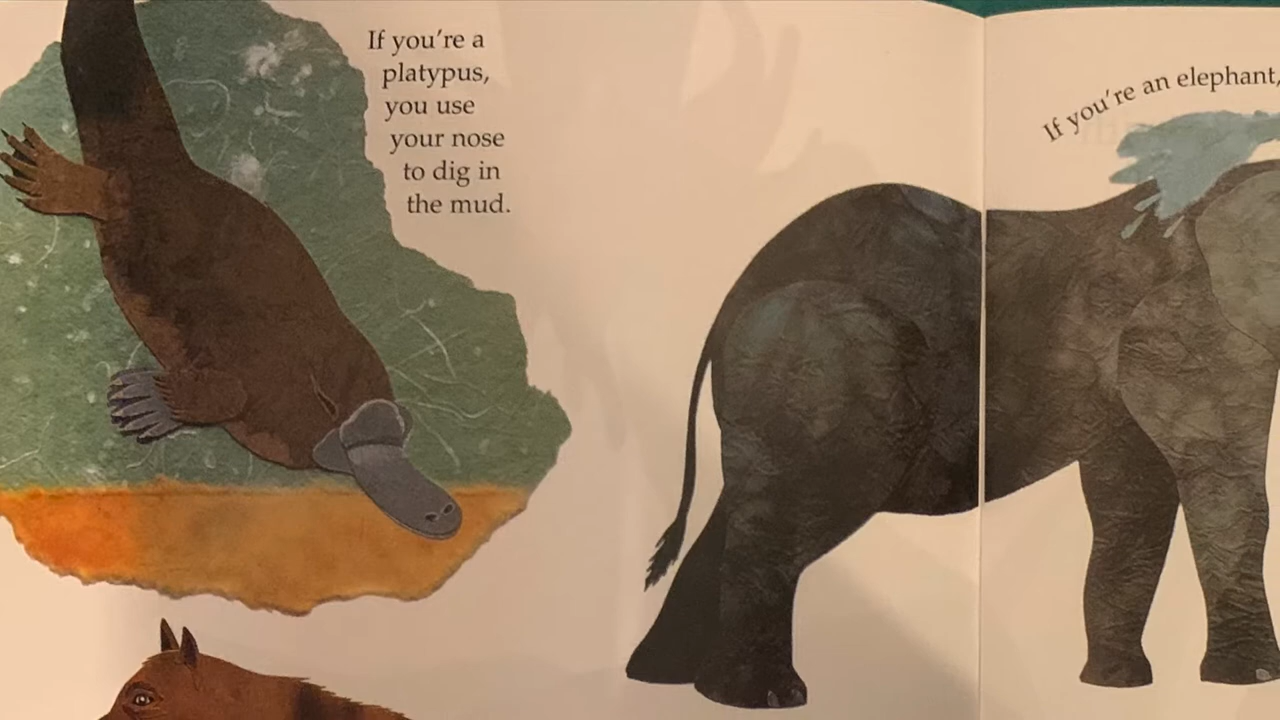 If you're a
platypus,
you use
your nose
to dig in
the mud.
If you're an elephant,